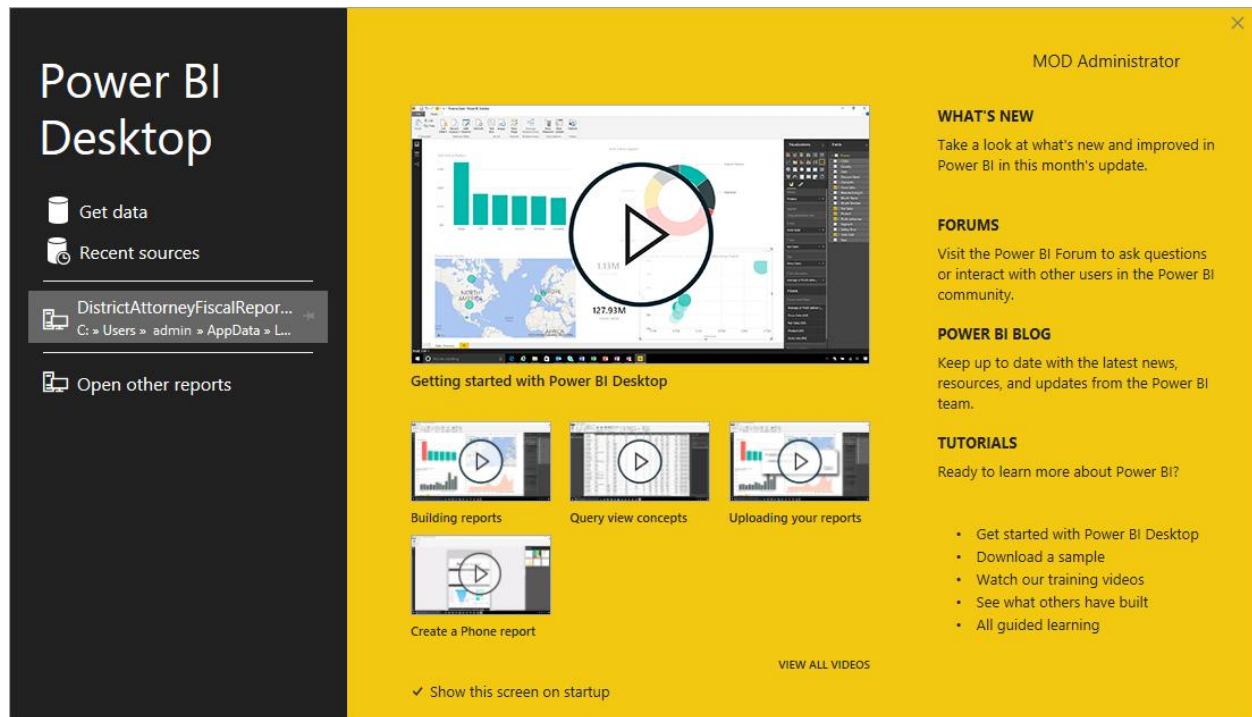 Power BI
Desktop
Get data
Recent sources
DistrictAttorneyFiscalRepor...
C: » Users » admin » AppData » L...
Open other reports
MOD Administrator
127.93M
Getting started with Power BI Desktop
Building reports
Query view concepts
Uploading your reports
Create a Phone report
VIEW ALL VIDEOS
Show this screen on startup
WHAT'S NEW
Take a look at what's new and improved in
Power BI in this month's update.
FORUMS
Visit the Power BI Forum to ask questions
or interact with other users in the Power BI
community.
POWER BI BLOG
Keep up to date with the latest news,
resources, and updates from the Power BI
team.
TUTORIALS
Ready to learn more about Power BI?
• Get started with Power BI Desktop
• Download a sample
• Watch our training videos
• See what others have built
• All guided learning